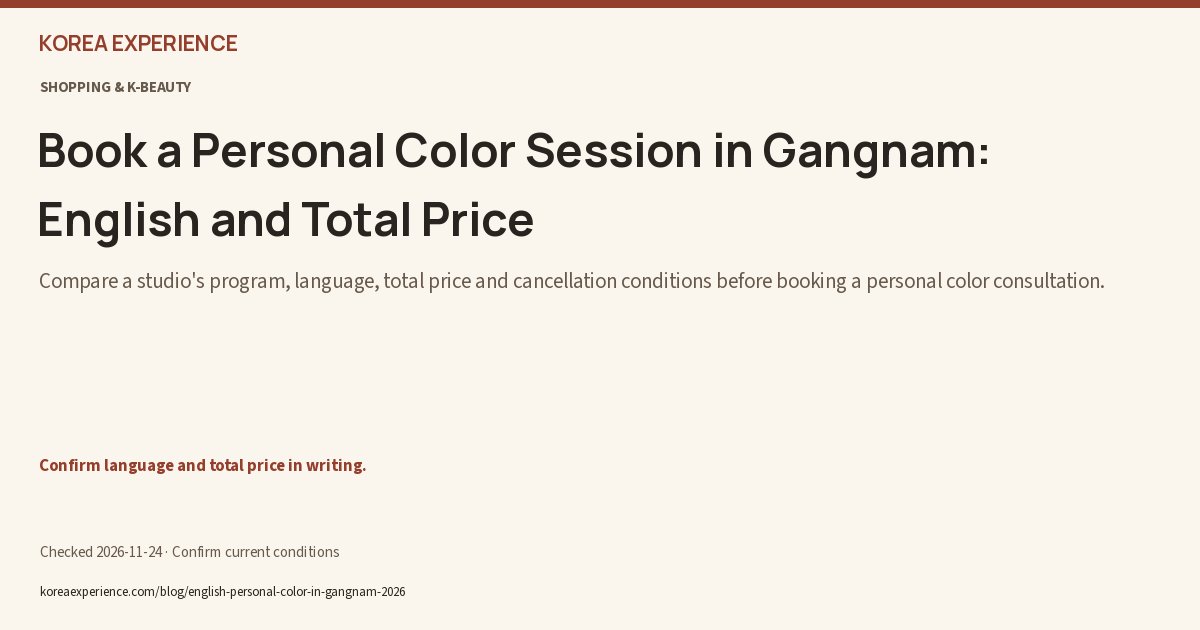 KOREA EXPERIENCE
SHOPPING & K-BEAUTY
Book a Personal Color Session in Gangnam:
English and Total Price
Compare a studio's program, language, total price and cancellation conditions before booking a personal color consultation.
Confirm language and total price in writing.
Checked 2026-11-24 · Confirm current conditions
koreaexperience.com/blog/english-personal-color-in-gangnam-2026